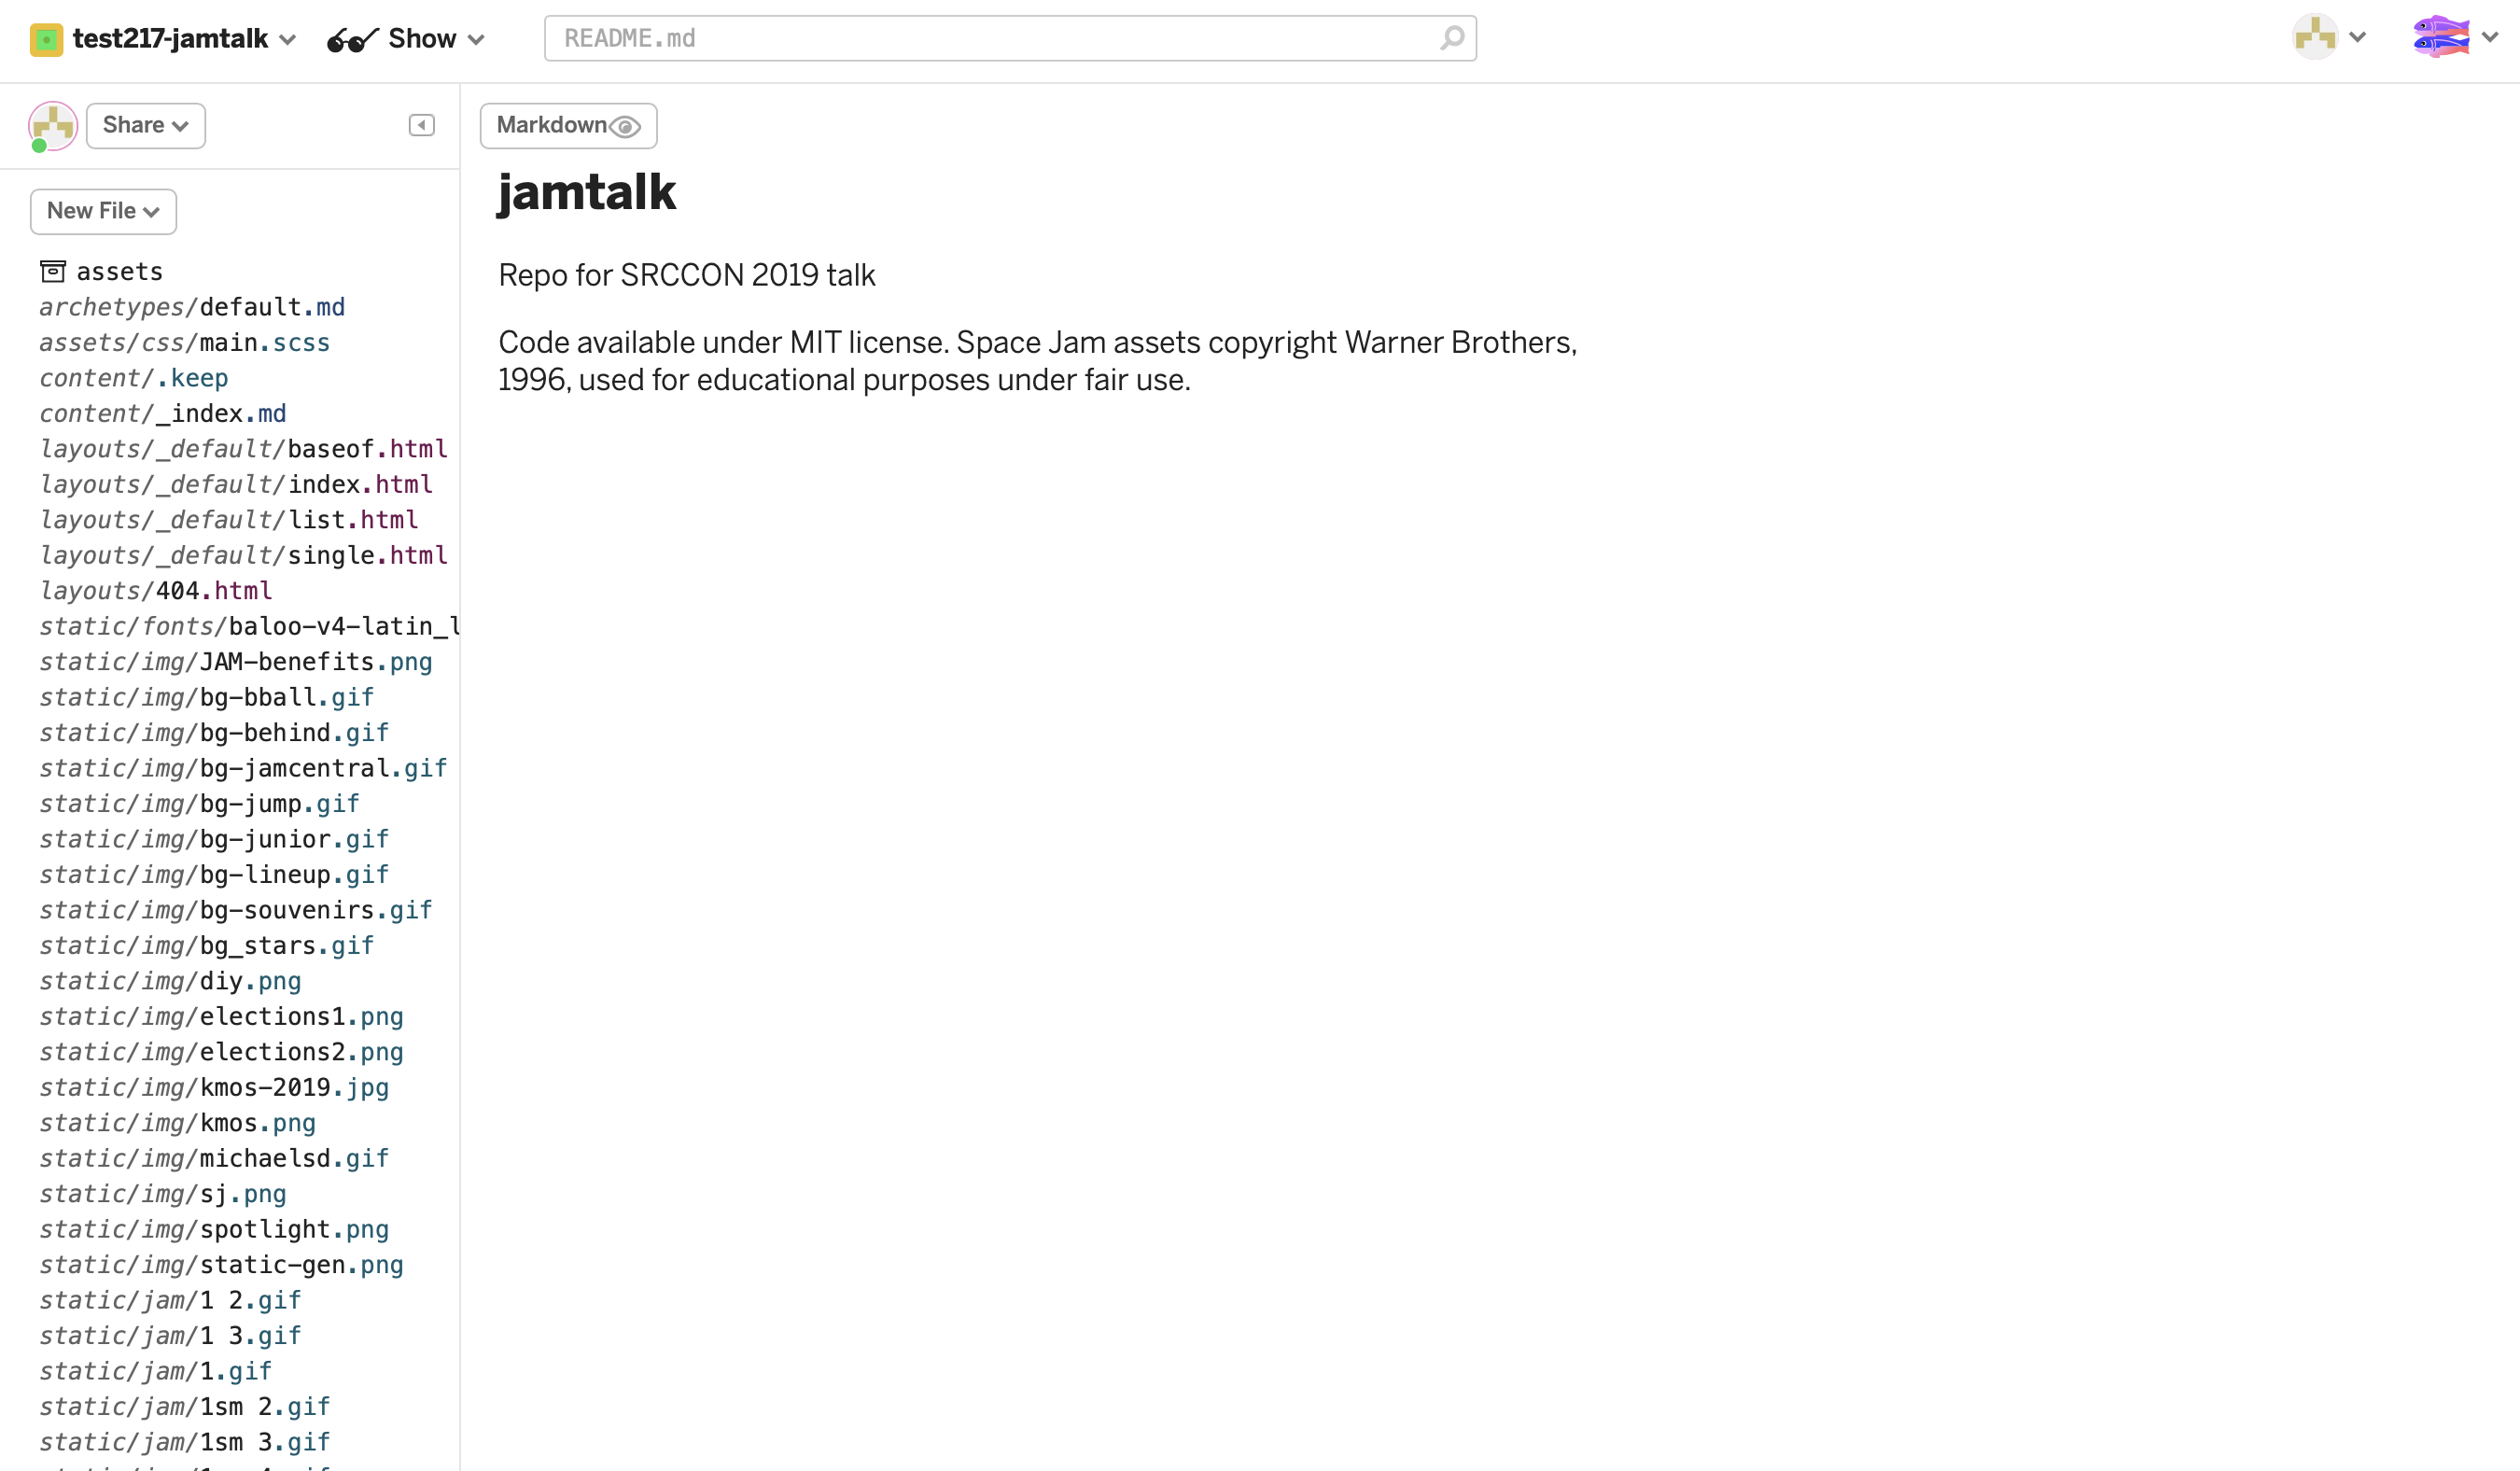 test217-jamtalk Show README.md
Share
Markdown
jamtalk
Repo for SRCCON 2019 talk
Code available under MIT license. Space Jam assets copyright Warner Brothers,
1996, used for educational purposes under fair use.
New File
assets
archetypes/default.md
assets/css/main.scss
content/.keep
content/_index.md
layouts/_default/baseof.html
layouts/_default/index.html
layouts/_default/list.html
layouts/_default/single.html
layouts/404.html
static/fonts/baloo-v4-latin_l
static/img/JAM-benefits.png
static/img/bg-bball.gif
static/img/bg-behind.gif
static/img/bg-jamcentral.gif
static/img/bg-jump.gif
static/img/bg-junior.gif
static/img/bg-lineup.gif
static/img/bg-souvenirs.gif
static/img/bg_stars.gif
static/img/diy.png
static/img/elections1.png
static/img/elections2.png
static/img/kmos-2019.jpg
static/img/kmos.png
static/img/michaelsd.gif
static/img/sj.png
static/img/spotlight.png
static/img/static-gen.png
static/jam/1 2.gif
static/jam/1 3.gif
static/jam/1.gif
static/jam/1sm 2.gif
static/jam/1sm 3.gif